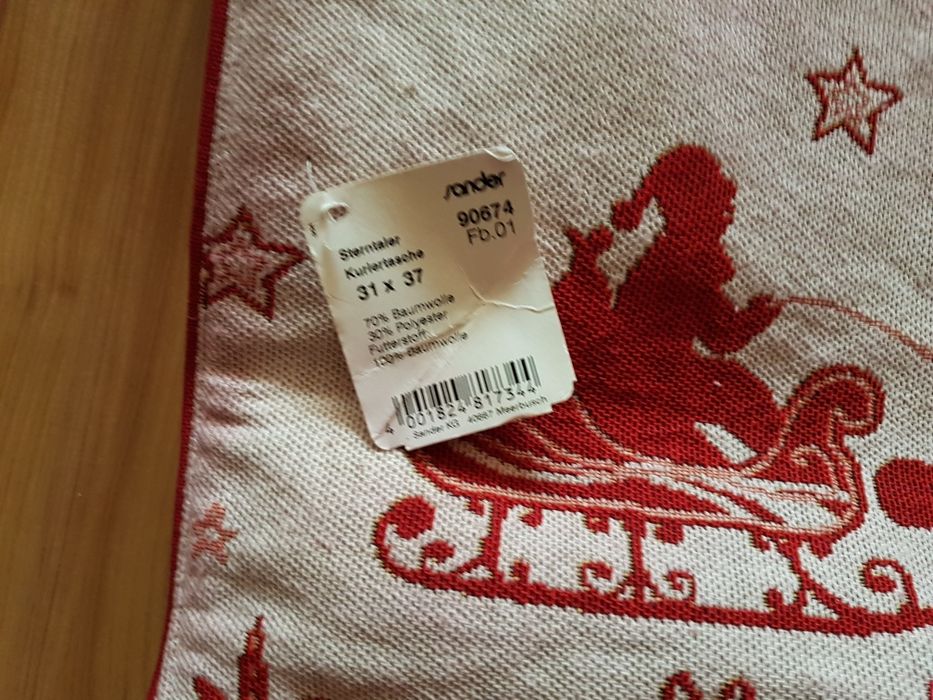 sander
90674
Fb.01
Sterntaler
Kuriertasche
31 x 37
70% Baumwolle
30% Polyester
Futterstoff
100% Baumwolle
4 001824 817344
Sander KG 40667 Meerbusch